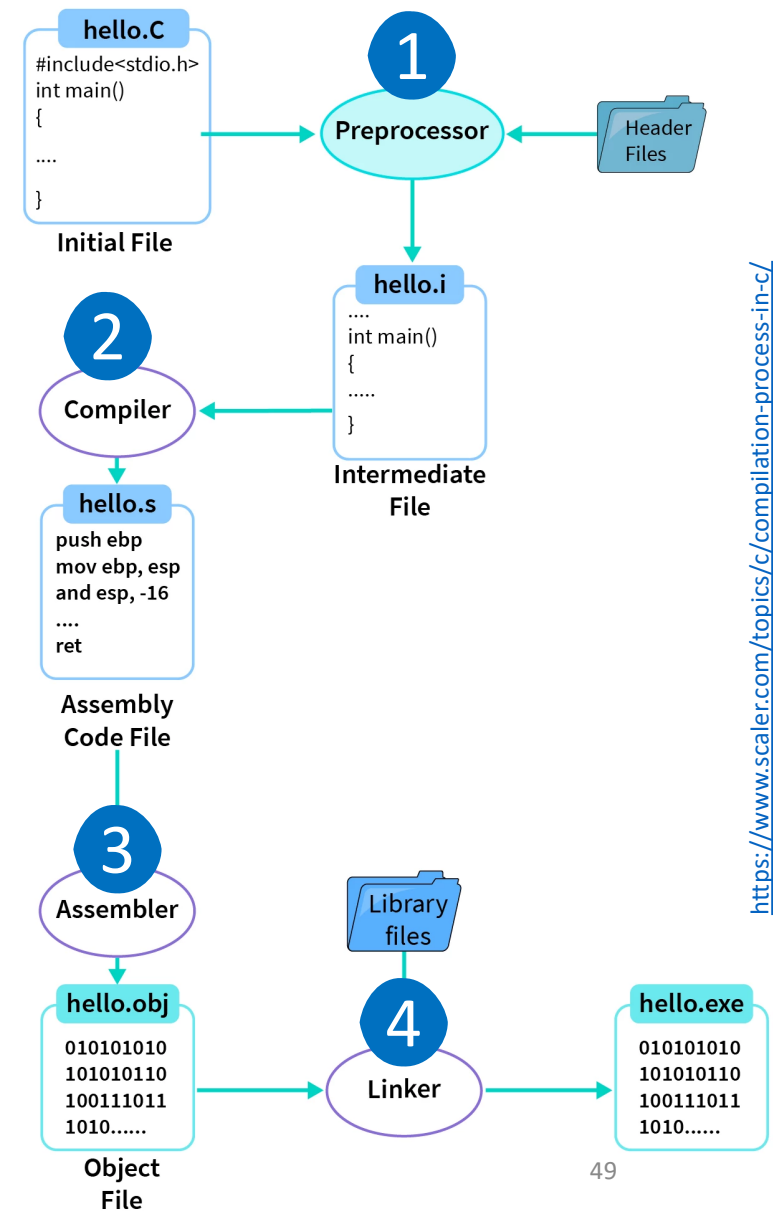 hello.C
#include<stdio.h>
int main()
{
....
}
Initial File
1
Preprocessor
Header
Files
hello.i
....
int main()
{
.....
}
Intermediate
File
2
Compiler
hello.s
push ebp
mov ebp, esp
and esp, -16
....
ret
Assembly
Code File
3
Assembler
hello.obj
010101010
101010110
100111011
1010......
Object
File
Library
files
4
Linker
hello.exe
010101010
101010110
100111011
1010......
49
https://www.scaler.com/topics/c/compilation-process-in-c/